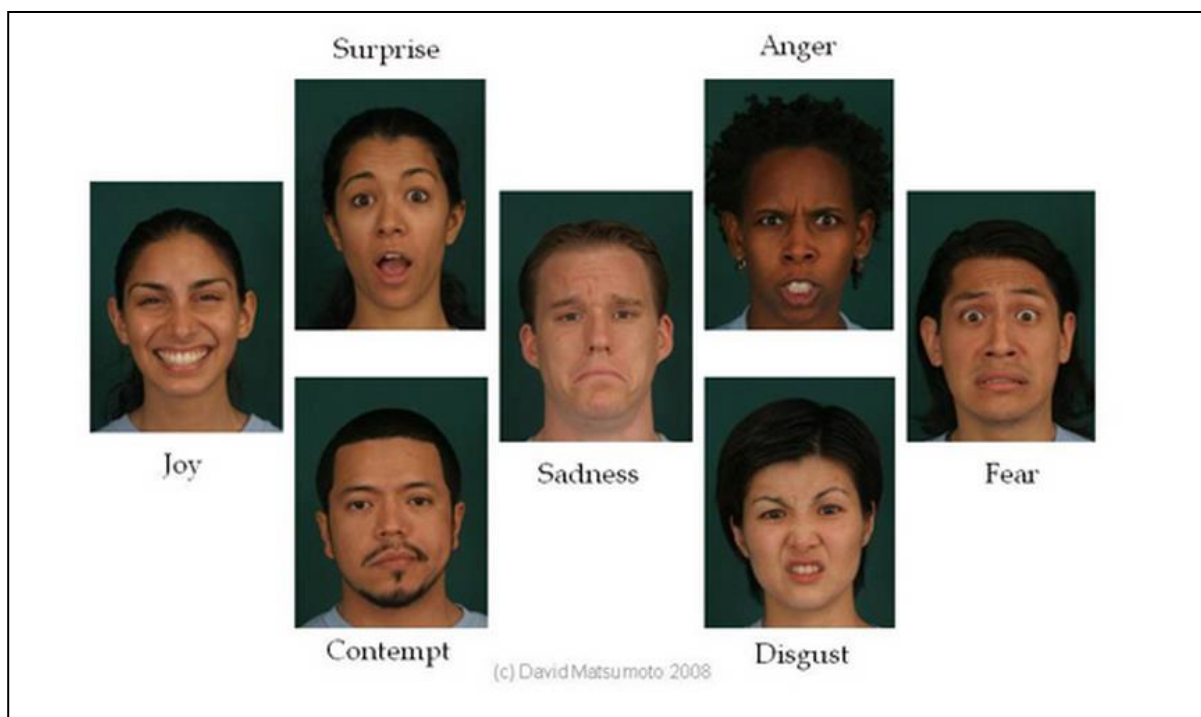 Surprise
Anger
Joy
Sadness
Fear
Contempt
Disgust
(c) David Matsumoto 2008